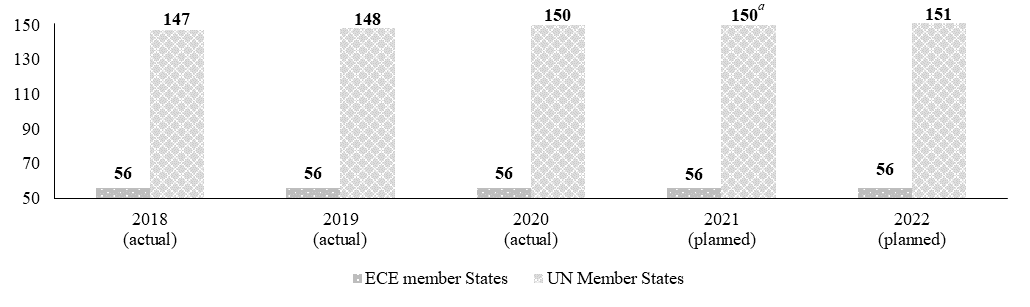 150
130
110
90
70
50
56 147
56 148
56 150
56 150a
56 151
2018
(actual)
2019
(actual)
2020
(actual)
2021
(planned)
2022
(planned)
ECE member States UN Member States